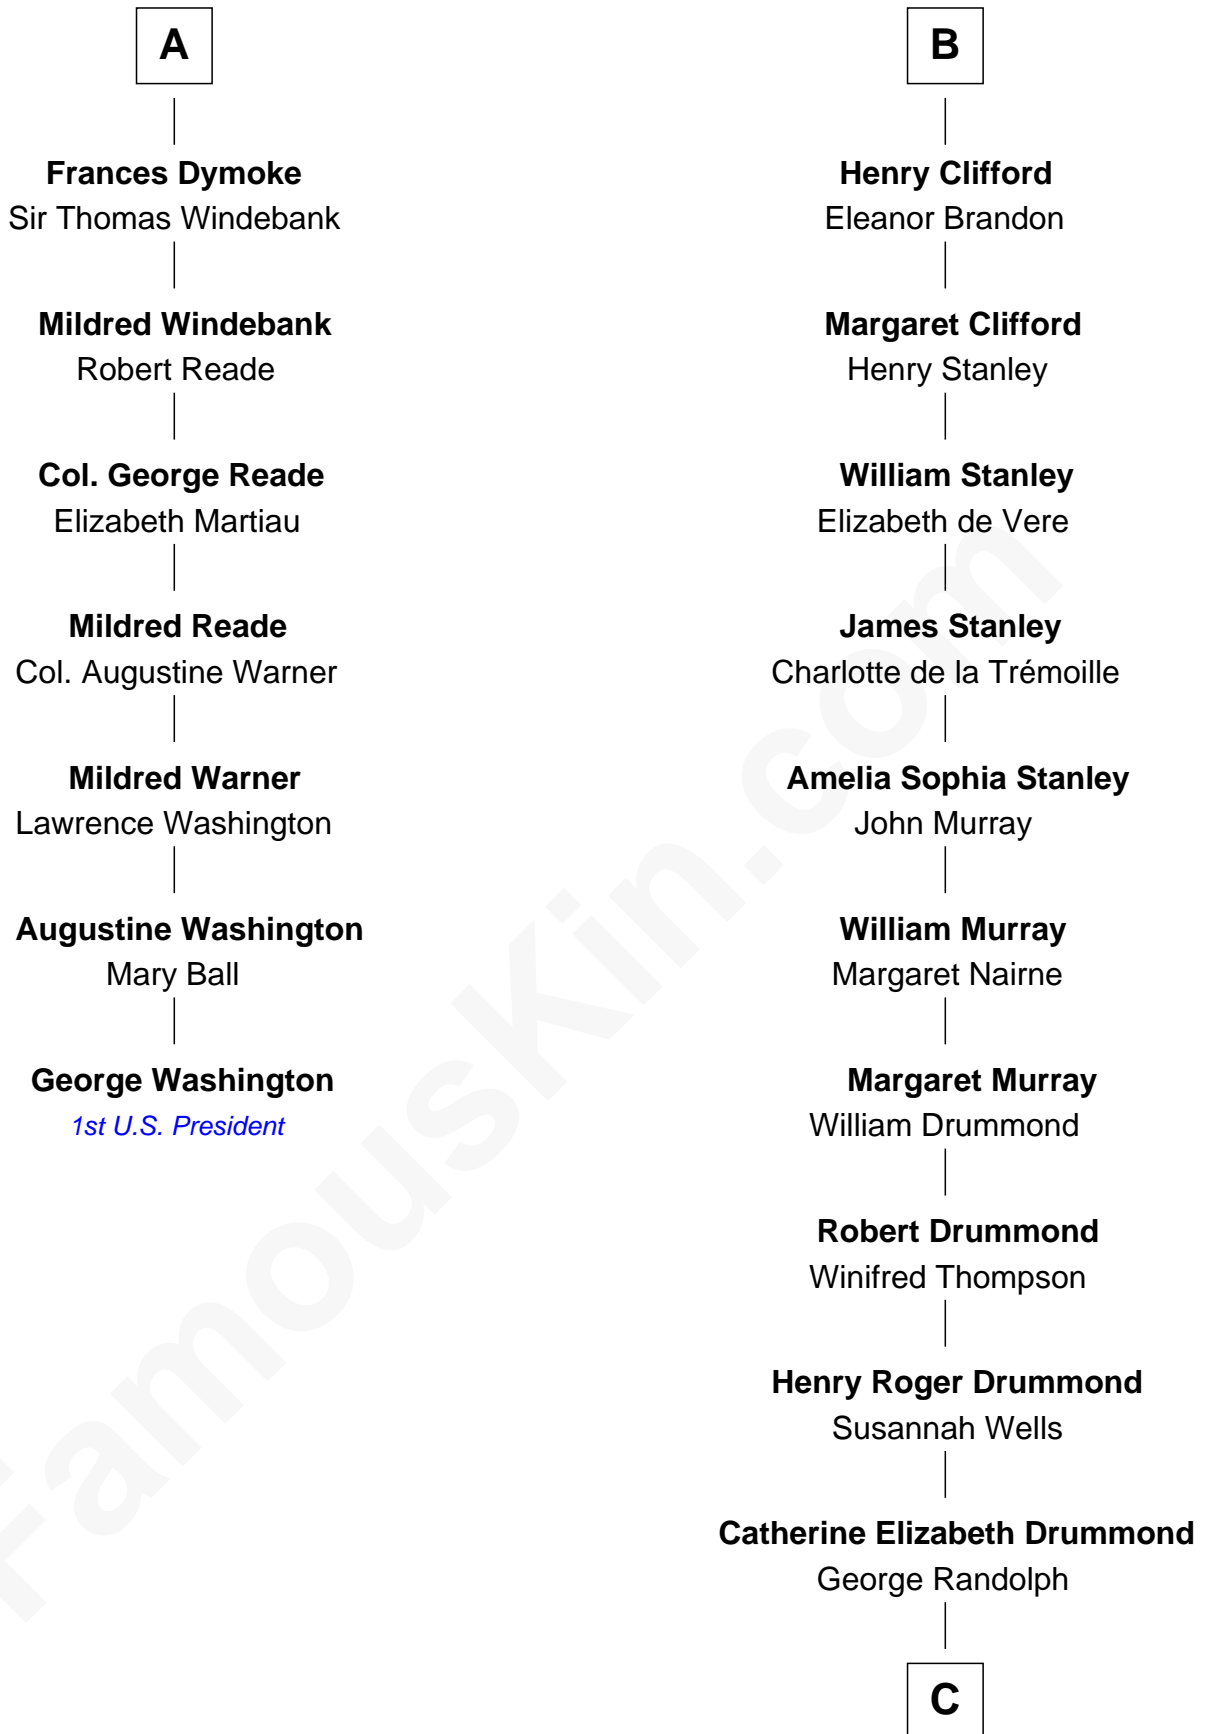 A
Frances Dymoke
Sir Thomas Windebank
Mildred Windebank
Robert Reade
Col. George Reade
Elizabeth Martiau
Mildred Reade
Col. Augustine Warner
Mildred Warner
Lawrence Washington
Augustine Washington
Mary Ball
George Washington
1st U.S. President
B
Henry Clifford
Eleanor Brandon
Margaret Clifford
Henry Stanley
William Stanley
Elizabeth de Vere
James Stanley
Charlotte de la Trémoille
Amelia Sophia Stanley
John Murray
William Murray
Margaret Nairne
Margaret Murray
William Drummond
Robert Drummond
Winifred Thompson
Henry Roger Drummond
Susannah Wells
Catherine Elizabeth Drummond
George Randolph
C
FamousKin.com